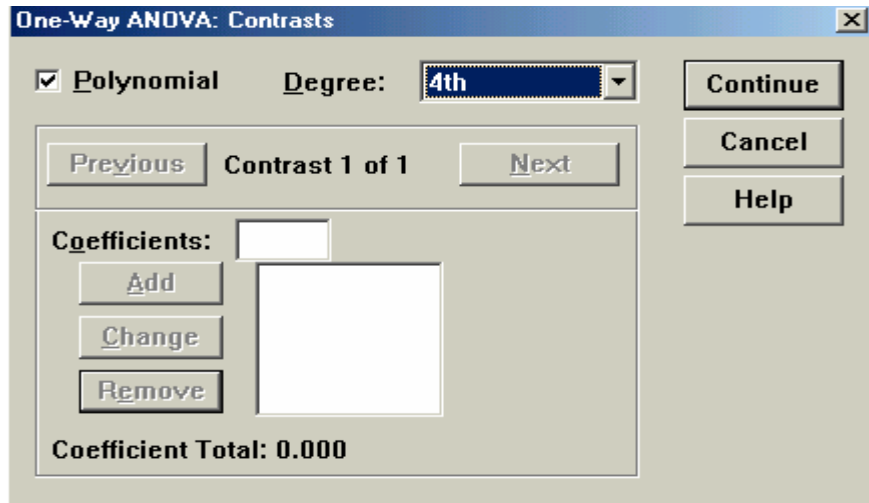 One-Way ANOVA: Contrasts
Polynomial Degree: 4th
Continue
Previous Contrast 1 of 1 Next
Cancel
Help
Coefficients:
Add
Change
Remove
Coefficient Total: 0.000